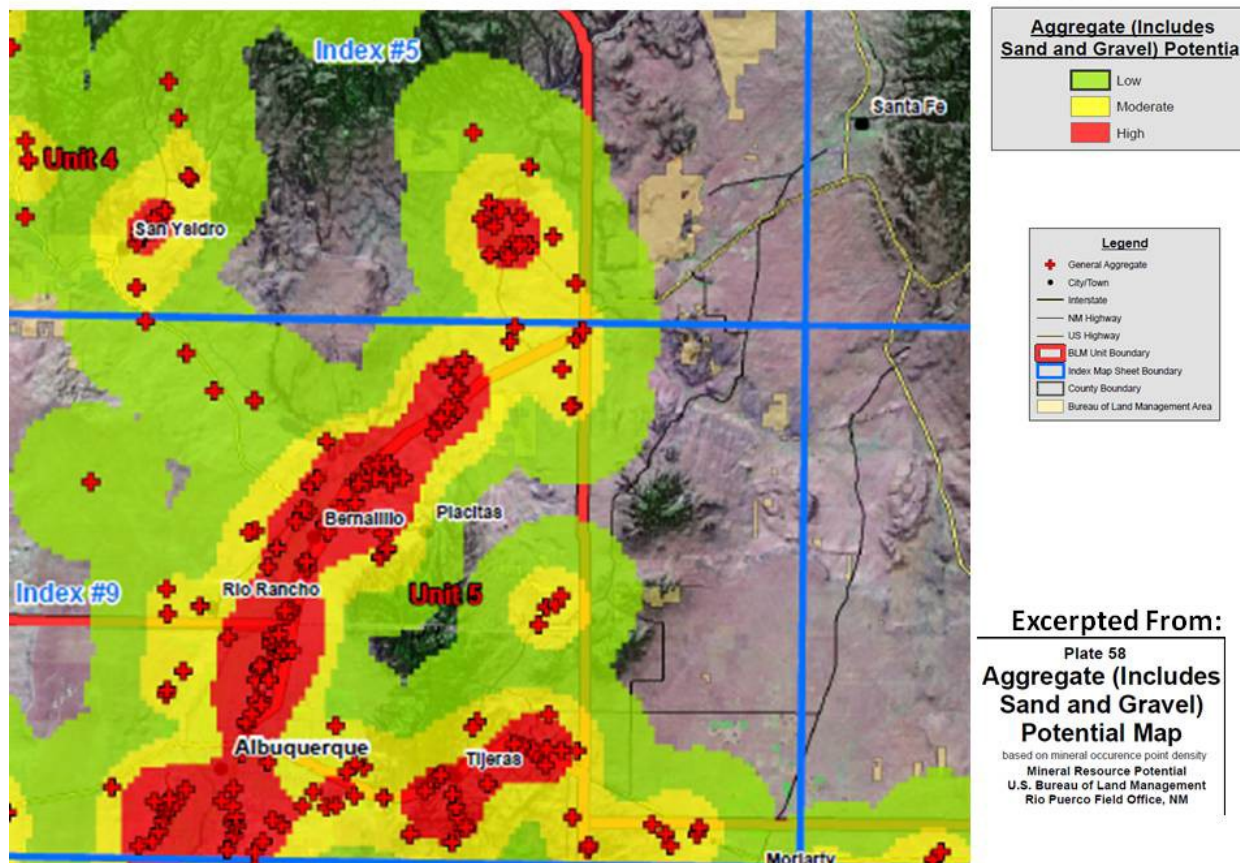 Index #5
Santa Fe
Unit 4
San Ysidro
Bernalillo
Placitas
Index #9
Rio Rancho
Unit 5
Albuquerque
Tijeras
Moriarty
Aggregate (Includes
Sand and Gravel) Potentia
Low
Moderate
High
Legend
General Aggregate
City/Town
Interstate
NM Highway
US Highway
BLM Unit Boundary
Index Map Sheet Boundary
County Boundary
Bureau of Land Management Area
Excerpted From:
Plate 58
Aggregate (Includes
Sand and Gravel)
Potential Map
based on mineral occurence point density
Mineral Resource Potential
U.S. Bureau of Land Management
Rio Puerco Field Office, NM